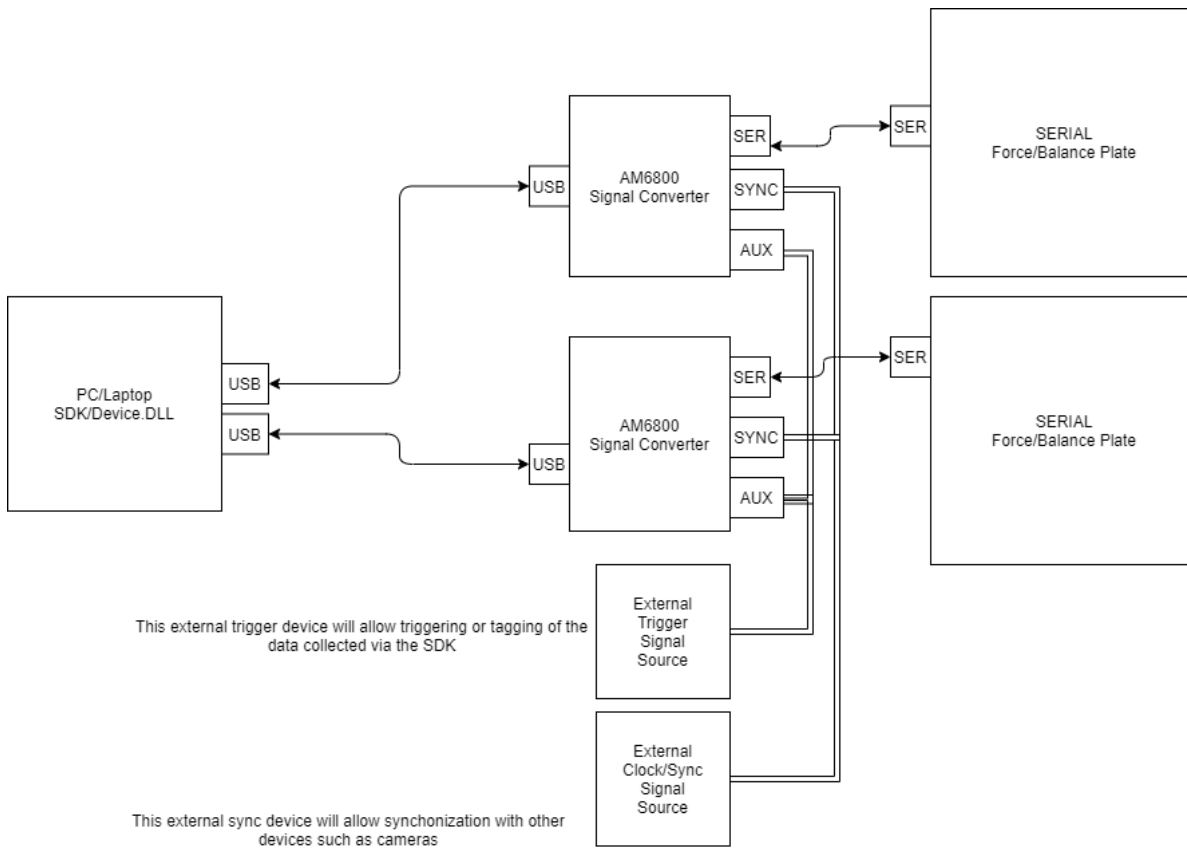 SERIAL
Force/Balance Plate
SER
SER
AM6800
Signal Converter
USB
SYNC
AUX
PC/Laptop
SDK/Device.DLL
USB
USB
SERIAL
Force/Balance Plate
SER
SER
AM6800
Signal Converter
SYNC
USB
AUX
External
Trigger
Signal
Source
This external trigger device will allow triggering or tagging of the
data collected via the SDK
External
Clock/Sync
Signal
Source
This external sync device will allow synchonization with other
devices such as cameras